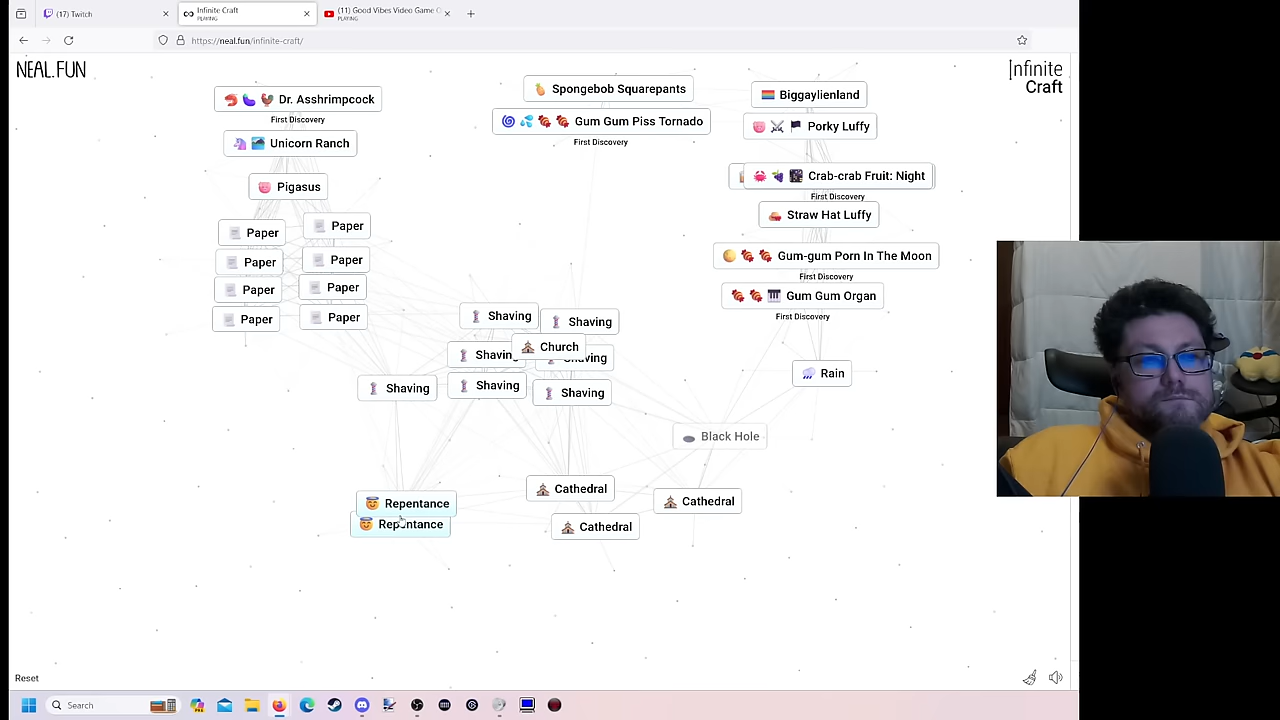 (17) Twitch
Infinite Craft
PLAYING
(11) Good Vibes Video Game
PLAYING
https://neal.fun/infinite-craft/
NEAL.FUN
Infinite
Craft
Dr. Asshrimpcock
First Discovery
Unicorn Ranch
Pigasus
Paper
Paper
Paper
Paper
Paper
Paper
Paper
Paper
Spongebob Squarepants
Gum Gum Piss Tornado
First Discovery
Biggaylienland
Porky Luffy
Crab-crab Fruit: Night
First Discovery
Straw Hat Luffy
Gum-gum Porn In The Moon
First Discovery
Gum Gum Organ
First Discovery
Shaving
Shaving
Shaving
Church
Shaving
Shaving
Shaving
Shaving
Rain
Black Hole
Repentance
Repentance
Cathedral
Cathedral
Cathedral
Reset
Search